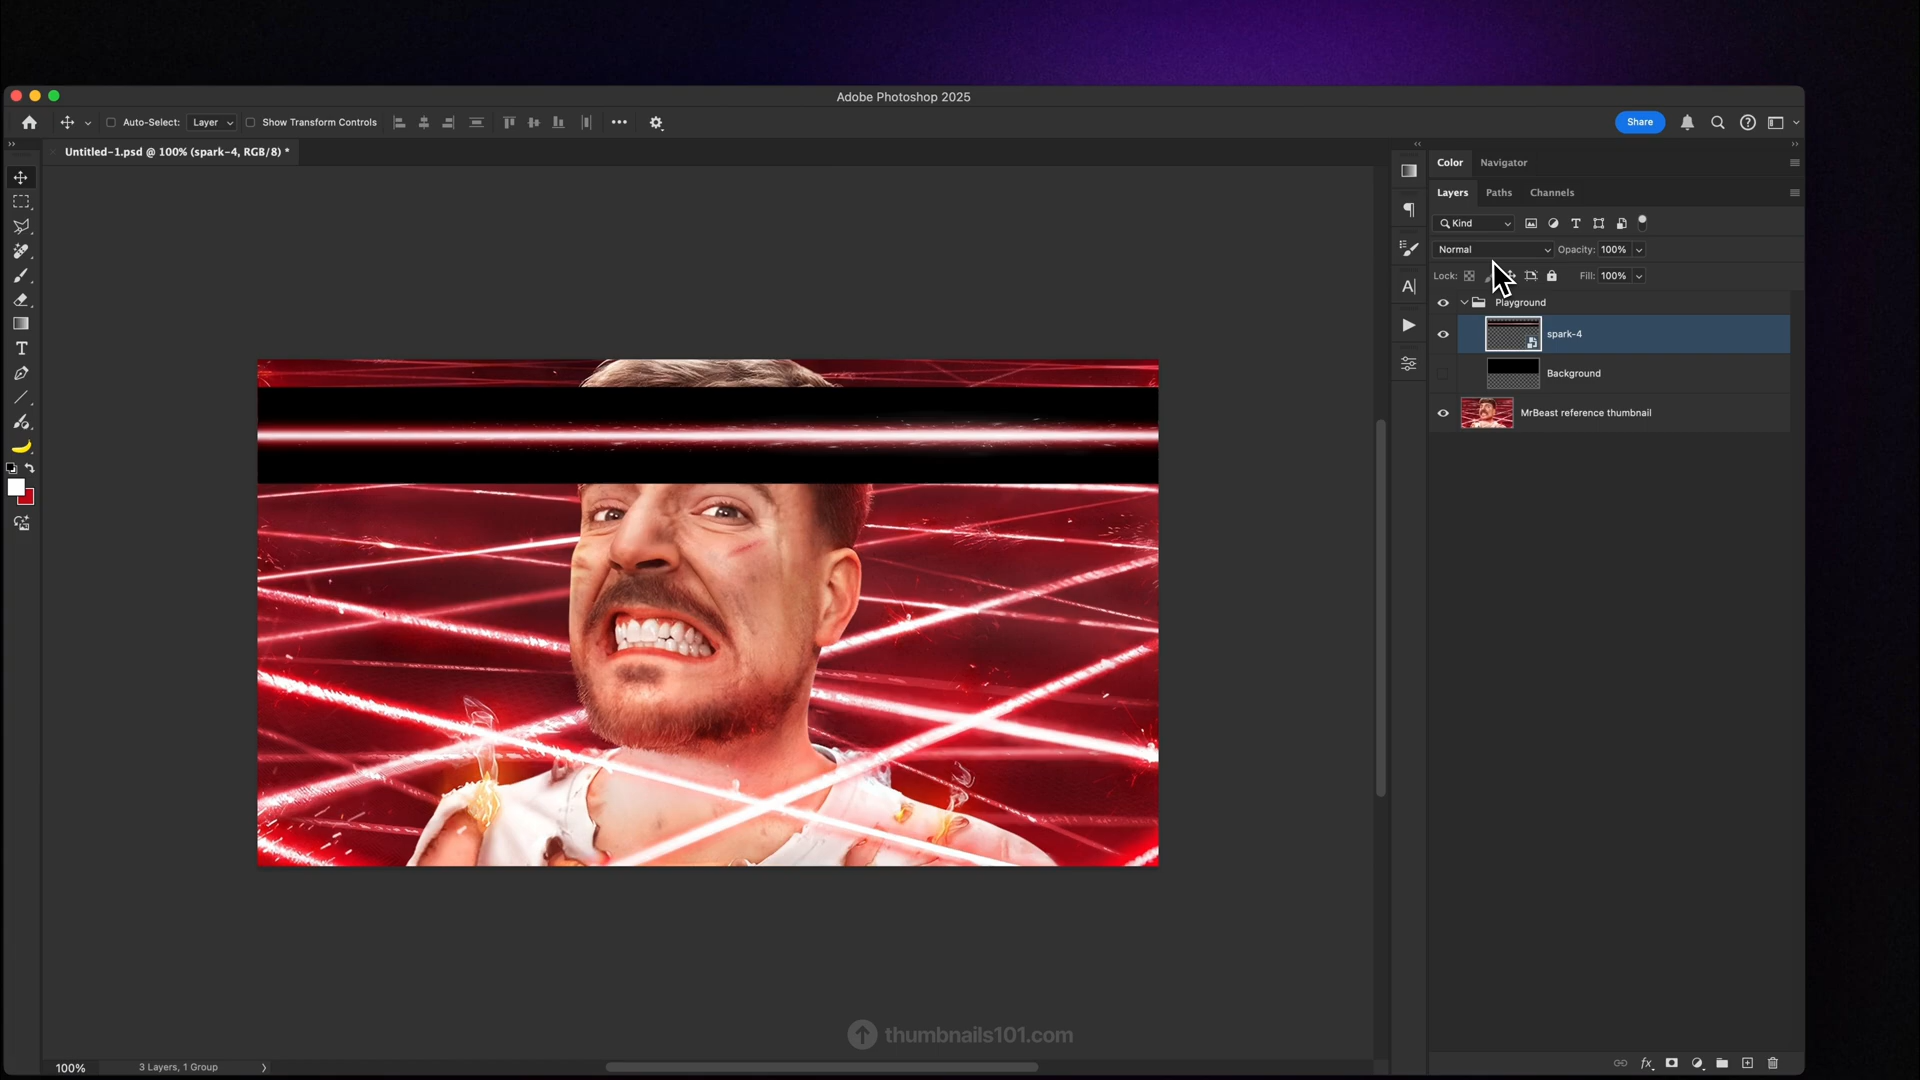 Adobe Photoshop 2025
Auto-Select: Layer Show Transform Controls
Share
Untitled-1.psd @ 100% (spark-4, RGB/8) *
Color Navigator
Layers Paths Channels
Kind
Normal Opacity: 100%
Lock: Fill: 100%
Playground
spark-4
Background
MrBeast reference thumbnail
thumbnails101.com
100% 3 Layers, 1 Group